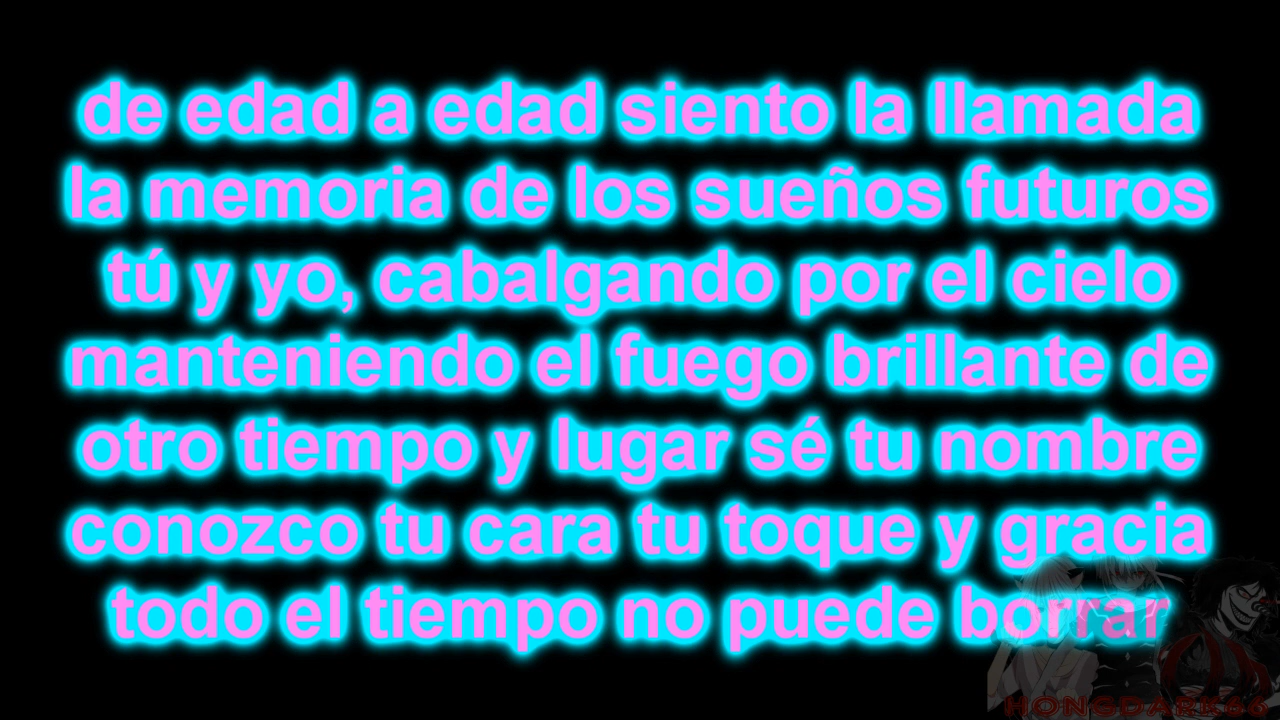 de edad a edad siento la llamada
la memoria de los sueños futuros
tú y yo, cabalgando por el cielo
manteniendo el fuego brillante de
otro tiempo y lugar sé tu nombre
conozco tu cara tu toque y gracia
todo el tiempo no puede borrar
HONGDARK66